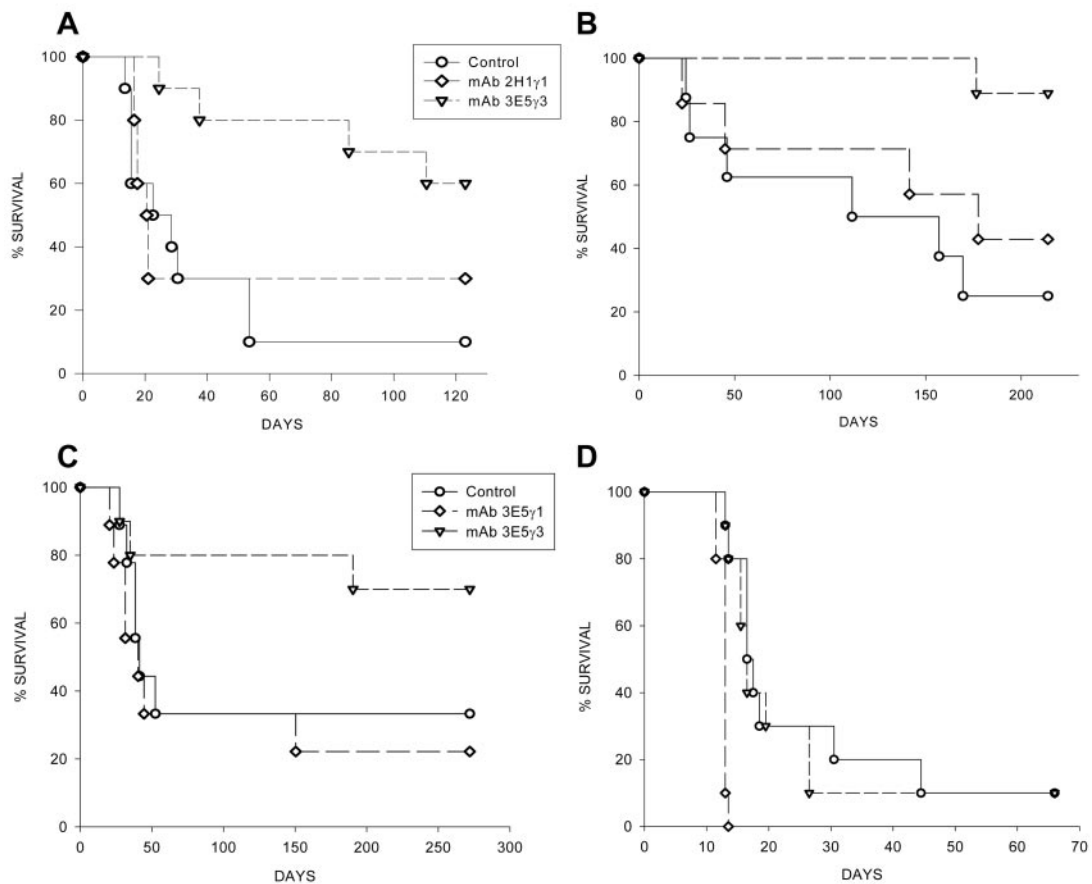 A
B
Control
mAb 2H1γ1
mAb 3E5γ3
% SURVIVAL
100
80
60
40
20
0
0 20 40 60 80 100 120
DAYS
% SURVIVAL
100
80
60
40
20
0
0 50 100 150 200
DAYS
C
D
Control
mAb 3E5γ1
mAb 3E5γ3
% SURVIVAL
100
80
60
40
20
0
0 50 100 150 200 250 300
DAYS
% SURVIVAL
100
80
60
40
20
0
0 10 20 30 40 50 60 70
DAYS